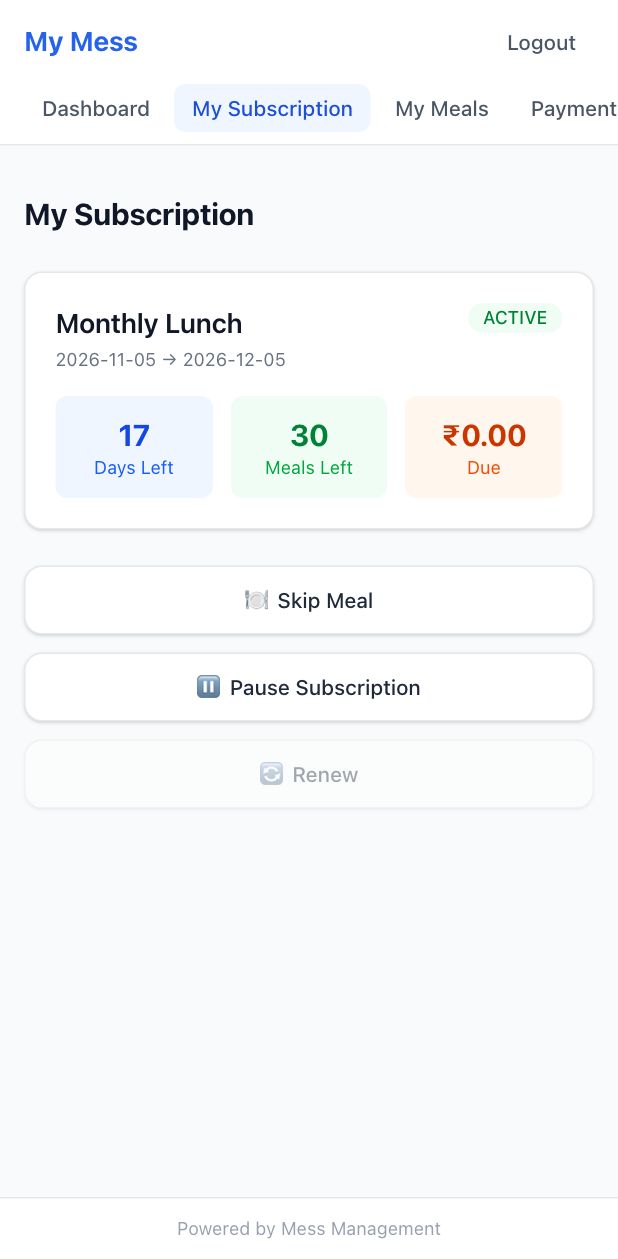 My Mess
Logout
Dashboard
My Subscription
My Meals
Payment
My Subscription
Monthly Lunch
ACTIVE
2026-11-05 → 2026-12-05
17
Days Left
30
Meals Left
₹0.00
Due
Skip Meal
Pause Subscription
Renew
Powered by Mess Management